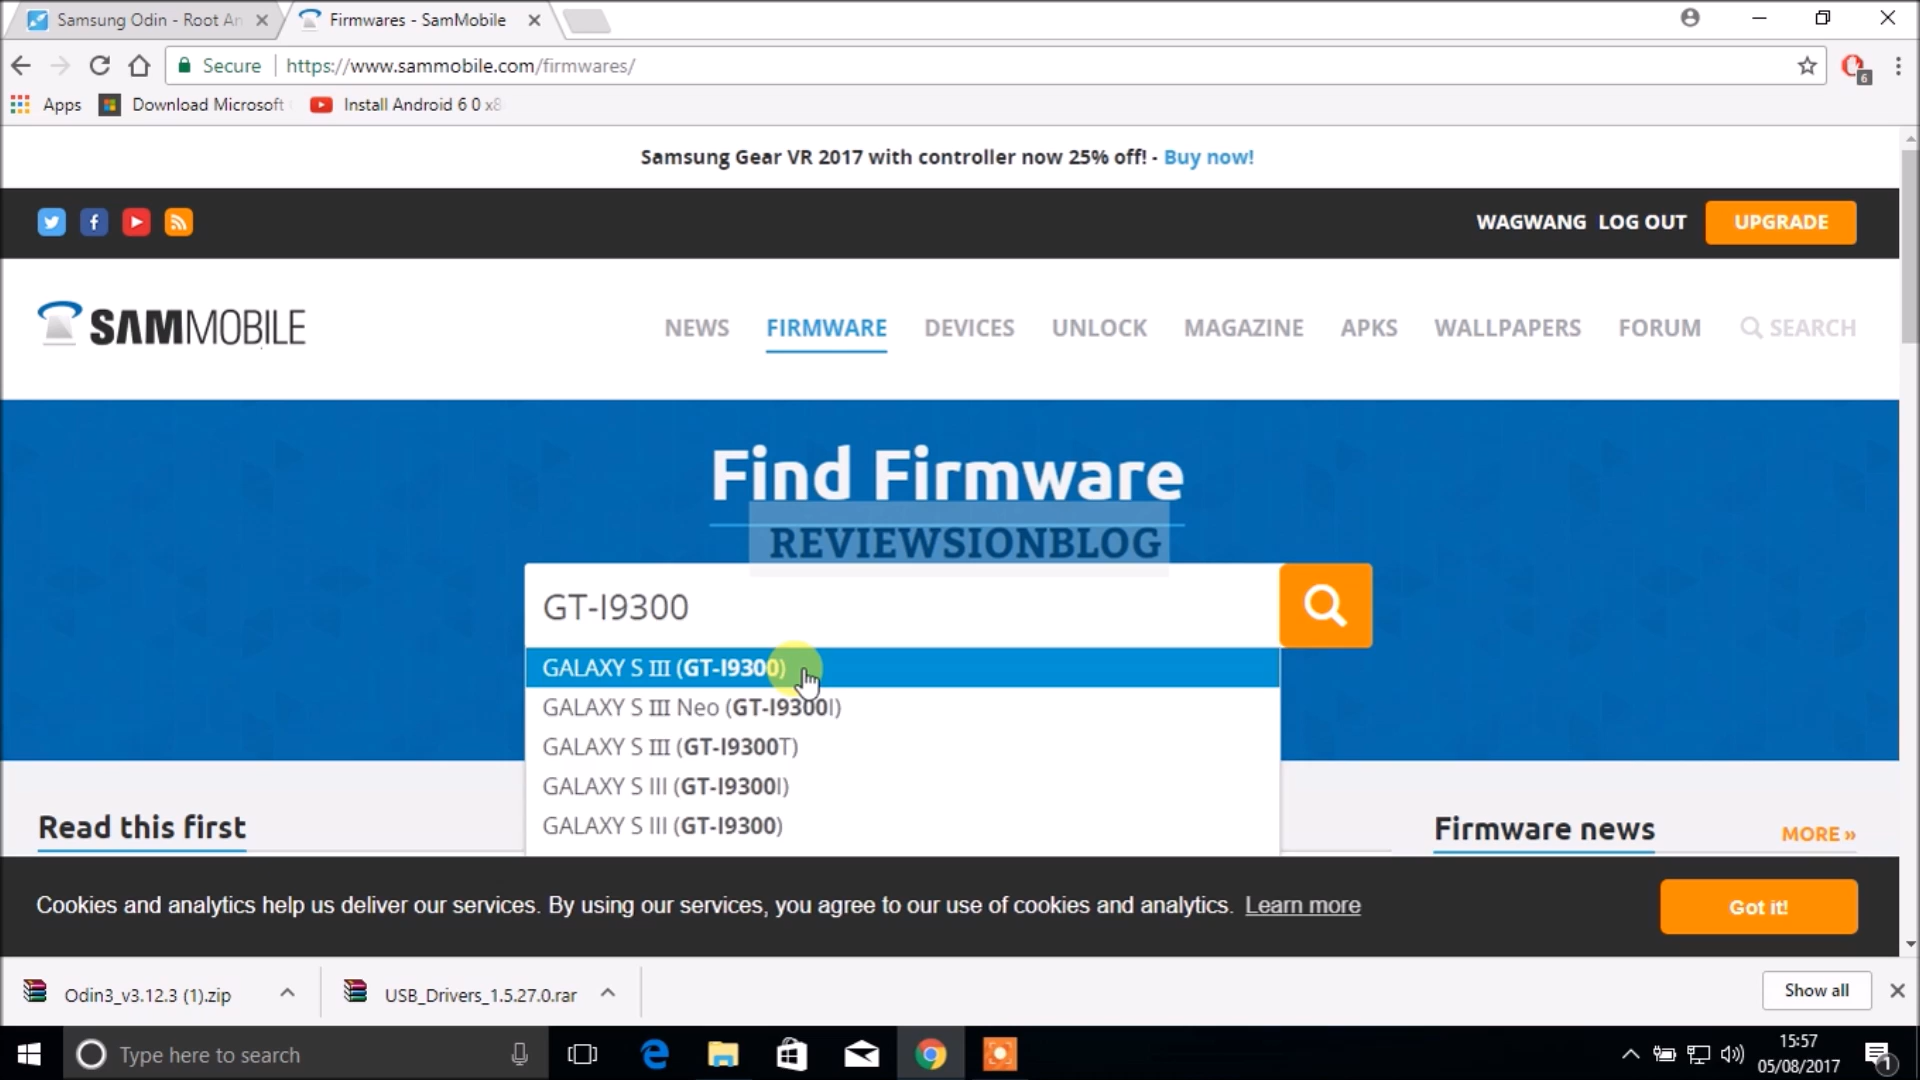 Samsung Odin - Root An
Firmwares - SamMobile
Secure
https://www.sammobile.com/firmwares/
6
Apps
Download Microsoft
Install Android 6 0 x8
Samsung Gear VR 2017 with controller now 25% off! - Buy now!
WAGWANG LOG OUT UPGRADE
SAMMOBILE
NEWS FIRMWARE DEVICES UNLOCK MAGAZINE APKS WALLPAPERS FORUM SEARCH
Find Firmware
REVIEWSIONBLOG
GT-I9300
GALAXY S III (GT-I9300)
GALAXY S III Neo (GT-I9300I)
GALAXY S III (GT-I9300T)
GALAXY S III (GT-I9300I)
GALAXY S III (GT-I9300)
Read this first
Firmware news
MORE »
Cookies and analytics help us deliver our services. By using our services, you agree to our use of cookies and analytics. Learn more
Got it!
Odin3_v3.12.3 (1).zip
USB_Drivers_1.5.27.0.rar
Show all
Type here to search
15:57
05/08/2017
1